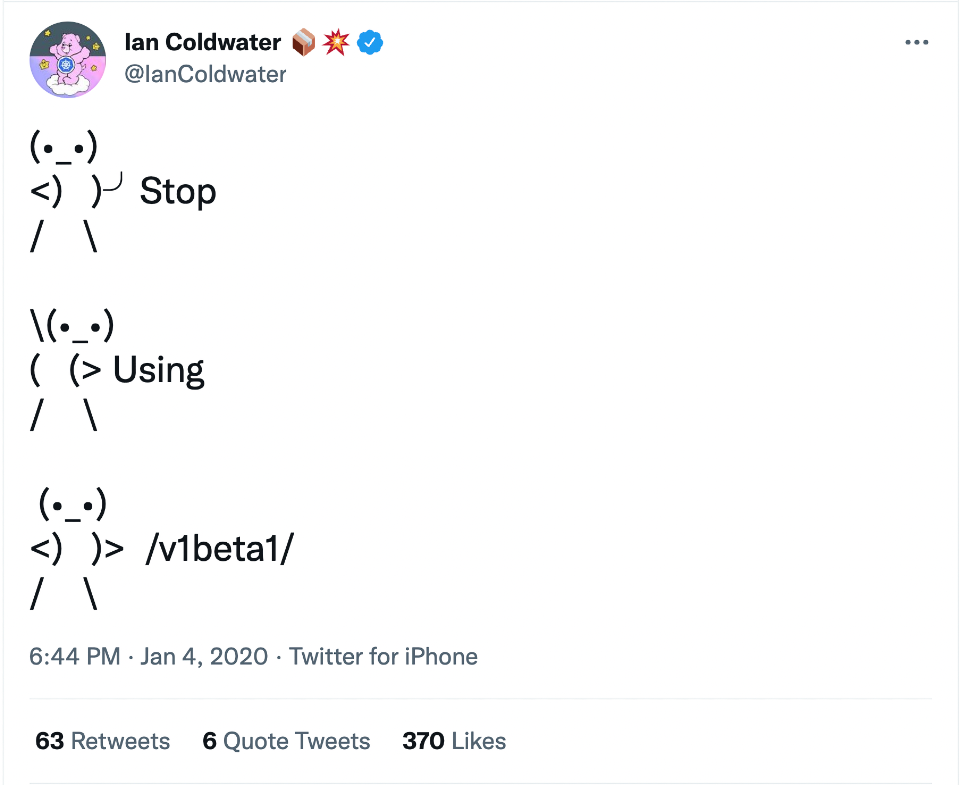 Ian Coldwater 📦 💥
@IanColdwater
(•_•)
<)   )╯ Stop
/    \
\(•_•)
(   (> Using
/    \
(•_•)
<)   )>  /v1beta1/
/    \
6:44 PM · Jan 4, 2020 · Twitter for iPhone
63 Retweets 6 Quote Tweets 370 Likes